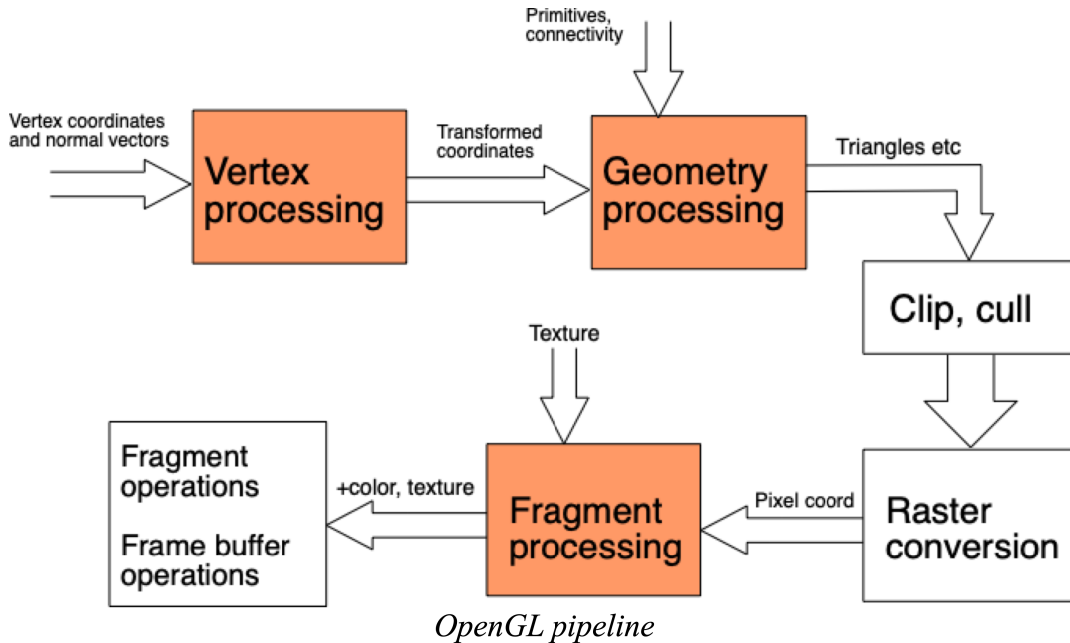 Primitives,
connectivity
Vertex coordinates
and normal vectors
Vertex
processing
Transformed
coordinates
Geometry
processing
Triangles etc
Clip, cull
Raster
conversion
Pixel coord
Texture
Fragment
processing
+color, texture
Fragment
operations
Frame buffer
operations
OpenGL pipeline